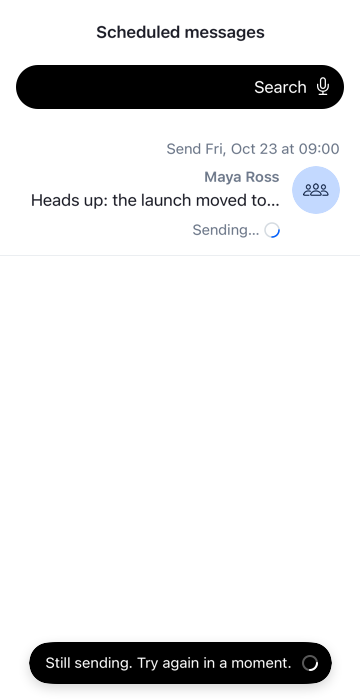 Scheduled messages
Search
Send Fri, Oct 23 at 09:00
Maya Ross
Heads up: the launch moved to...
Sending...
Still sending. Try again in a moment.